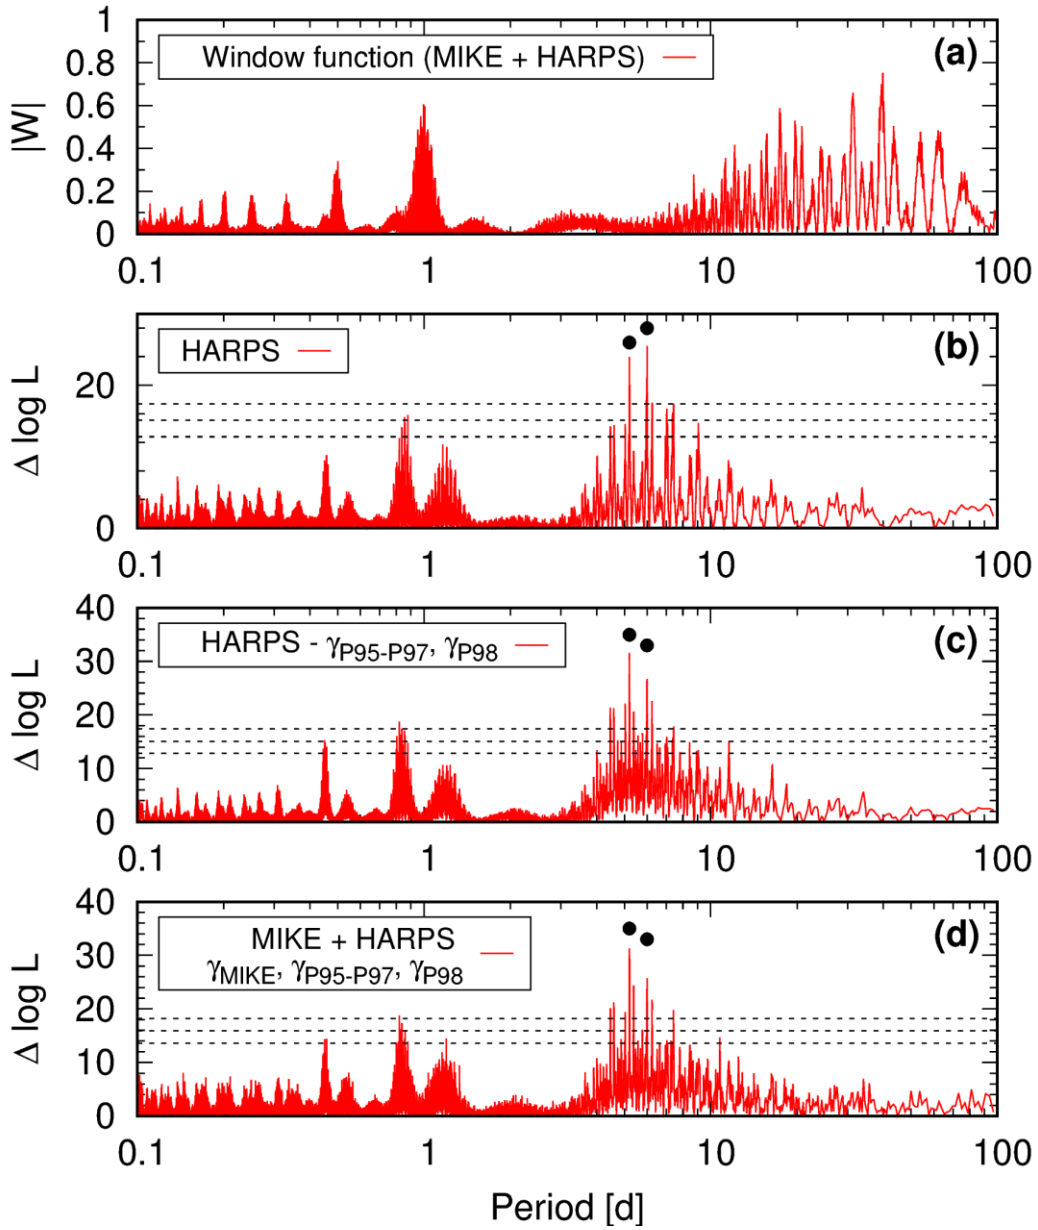 1
0.8
0.6
0.4
0.2
0
|W|
Window function (MIKE + HARPS)
(a)
0.1 1 10 100
20
0
Δ log L
HARPS
(b)
0.1 1 10 100
40
30
20
10
0
Δ log L
HARPS - γP95-P97, γP98
(c)
0.1 1 10 100
40
30
20
10
0
Δ log L
MIKE + HARPS
γMIKE, γP95-P97, γP98
(d)
0.1 1 10 100
Period [d]